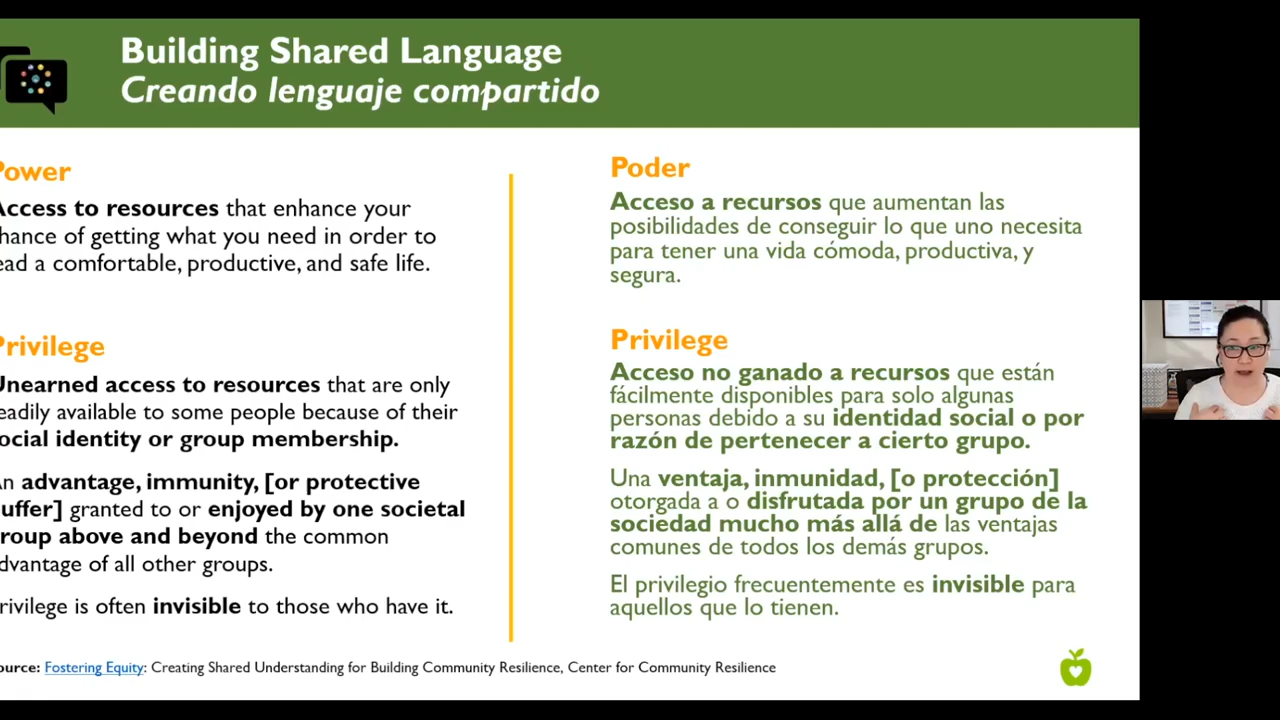 Building Shared Language
Creando lenguaje compartido
Power
Access to resources that enhance your
hance of getting what you need in order to
ead a comfortable, productive, and safe life.
Privilege
Unearned access to resources that are only
eadily available to some people because of their
ocial identity or group membership.
n advantage, immunity, [or protective
uffer] granted to or enjoyed by one societal
roup above and beyond the common
dvantage of all other groups.
rivilege is often invisible to those who have it.
Poder
Acceso a recursos que aumentan las
posibilidades de conseguir lo que uno necesita
para tener una vida cómoda, productiva, y
segura.
Privilege
Acceso no ganado a recursos que están
fácilmente disponibles para solo algunas
personas debido a su identidad social o por
razón de pertenecer a cierto grupo.
Una ventaja, inmunidad, [o protección]
otorgada a o disfrutada por un grupo de la
sociedad mucho más allá de las ventajas
comunes de todos los demás grupos.
El privilegio frecuentemente es invisible para
aquellos que lo tienen.
ource: Fostering Equity: Creating Shared Understanding for Building Community Resilience, Center for Community Resilience